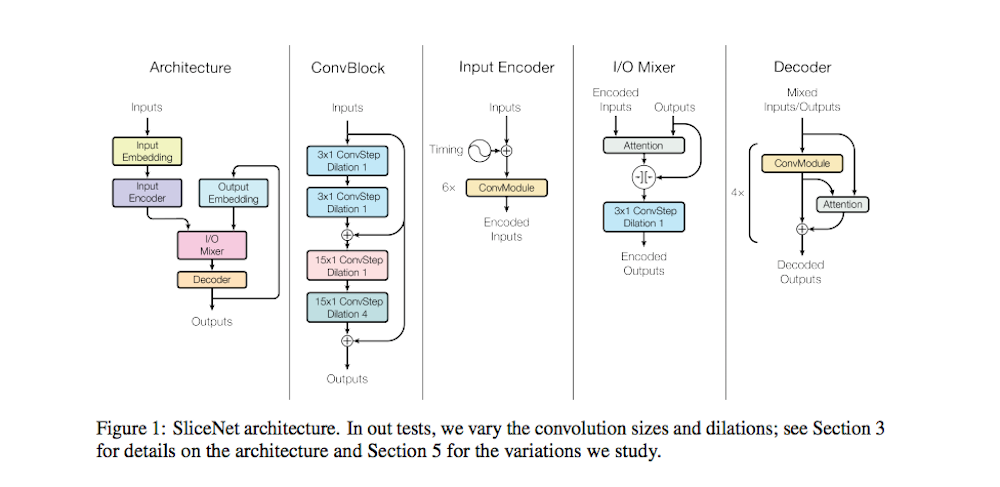 Architecture
Inputs
Input
Embedding
Input
Encoder
Output
Embedding
I/O
Mixer
Decoder
Outputs
ConvBlock
Inputs
3x1 ConvStep
Dilation 1
3x1 ConvStep
Dilation 1
15x1 ConvStep
Dilation 1
15x1 ConvStep
Dilation 4
Outputs
Input Encoder
Inputs
Timing
6x
ConvModule
Encoded
Inputs
I/O Mixer
Encoded
Inputs
Outputs
Attention
3x1 ConvStep
Dilation 1
Encoded
Outputs
Decoder
Mixed
Inputs/Outputs
ConvModule
4x
Attention
Decoded
Outputs
Figure 1: SliceNet architecture. In out tests, we vary the convolution sizes and dilations; see Section 3
for details on the architecture and Section 5 for the variations we study.